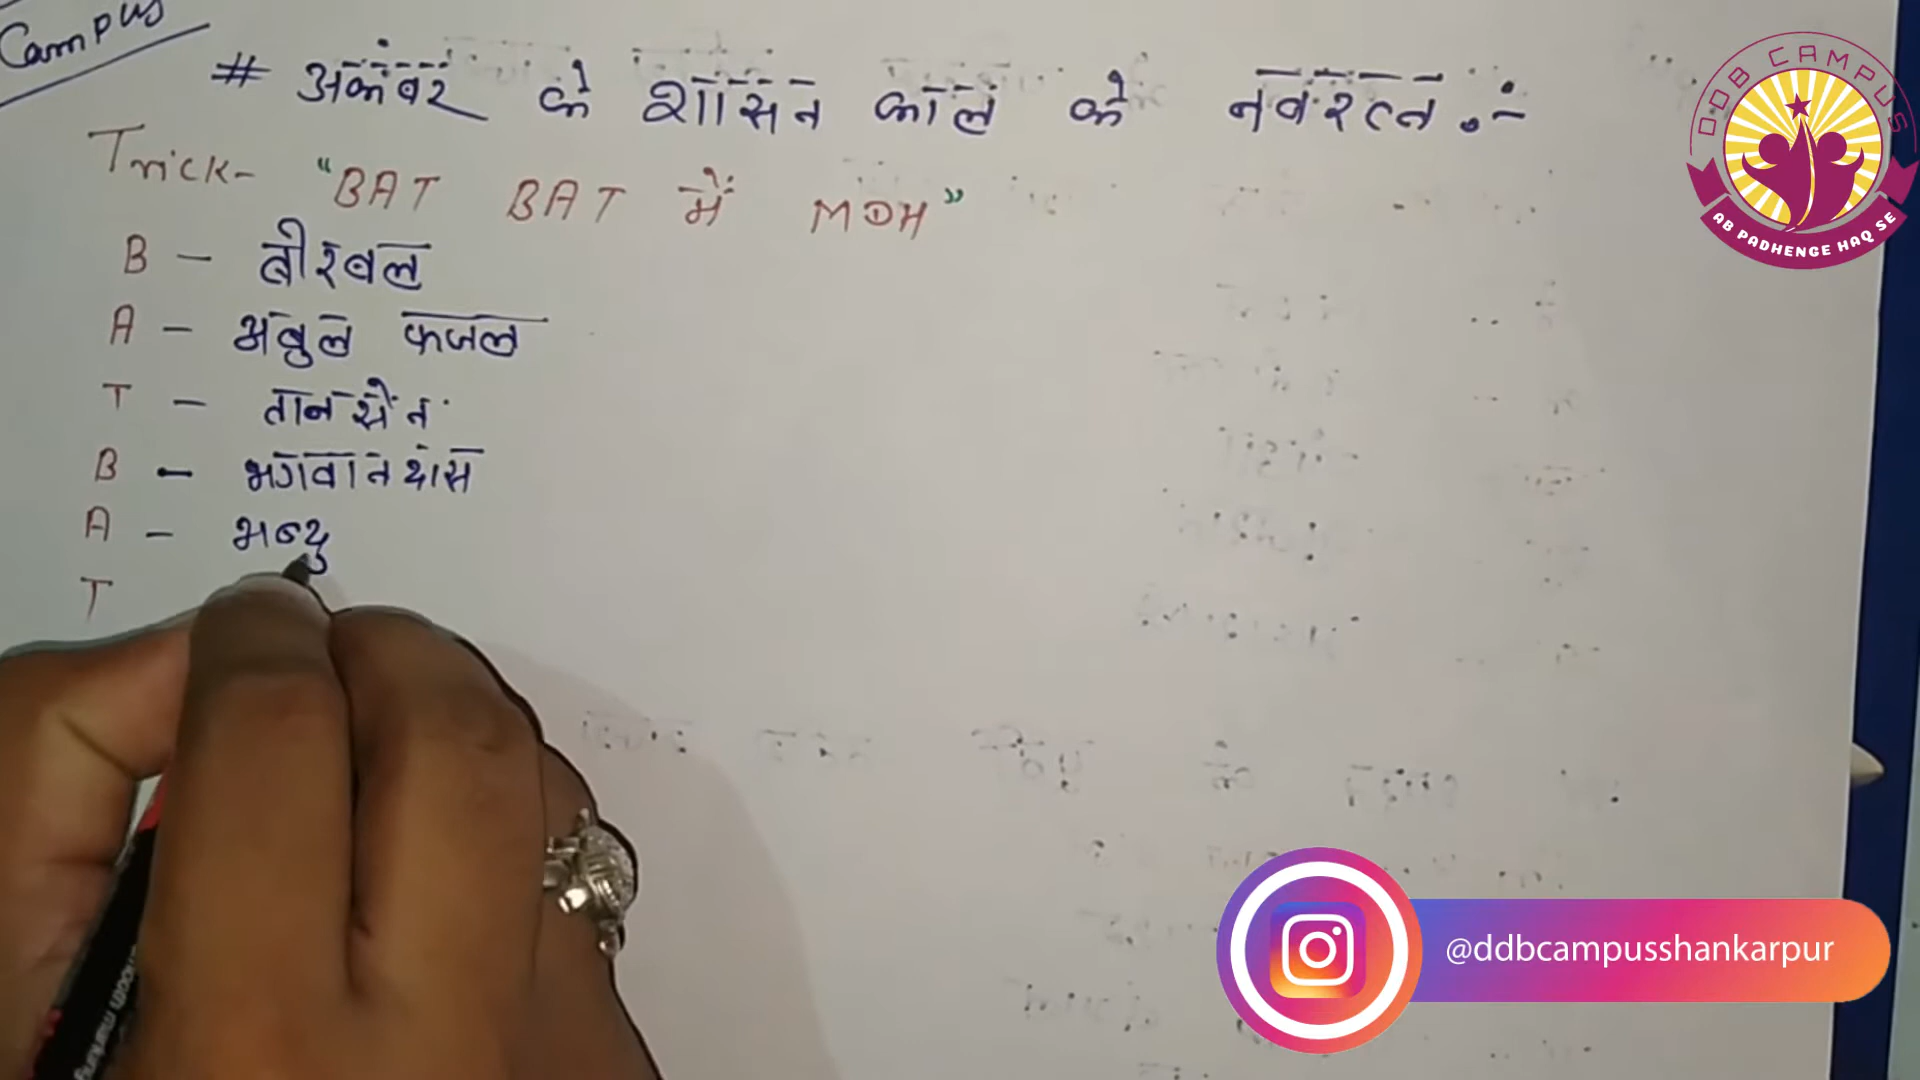 Campus
# अकबर के शासन काल के नवरत्न :-
Trick- "BAT BAT में MDH"
B - बीरबल
A - अबुल फजल
T - तानसेन
B - भगवानदास
A - अब्दु
T
DDB CAMPUS
AB PADHENGE HAQ SE
@ddbcampusshankarpur